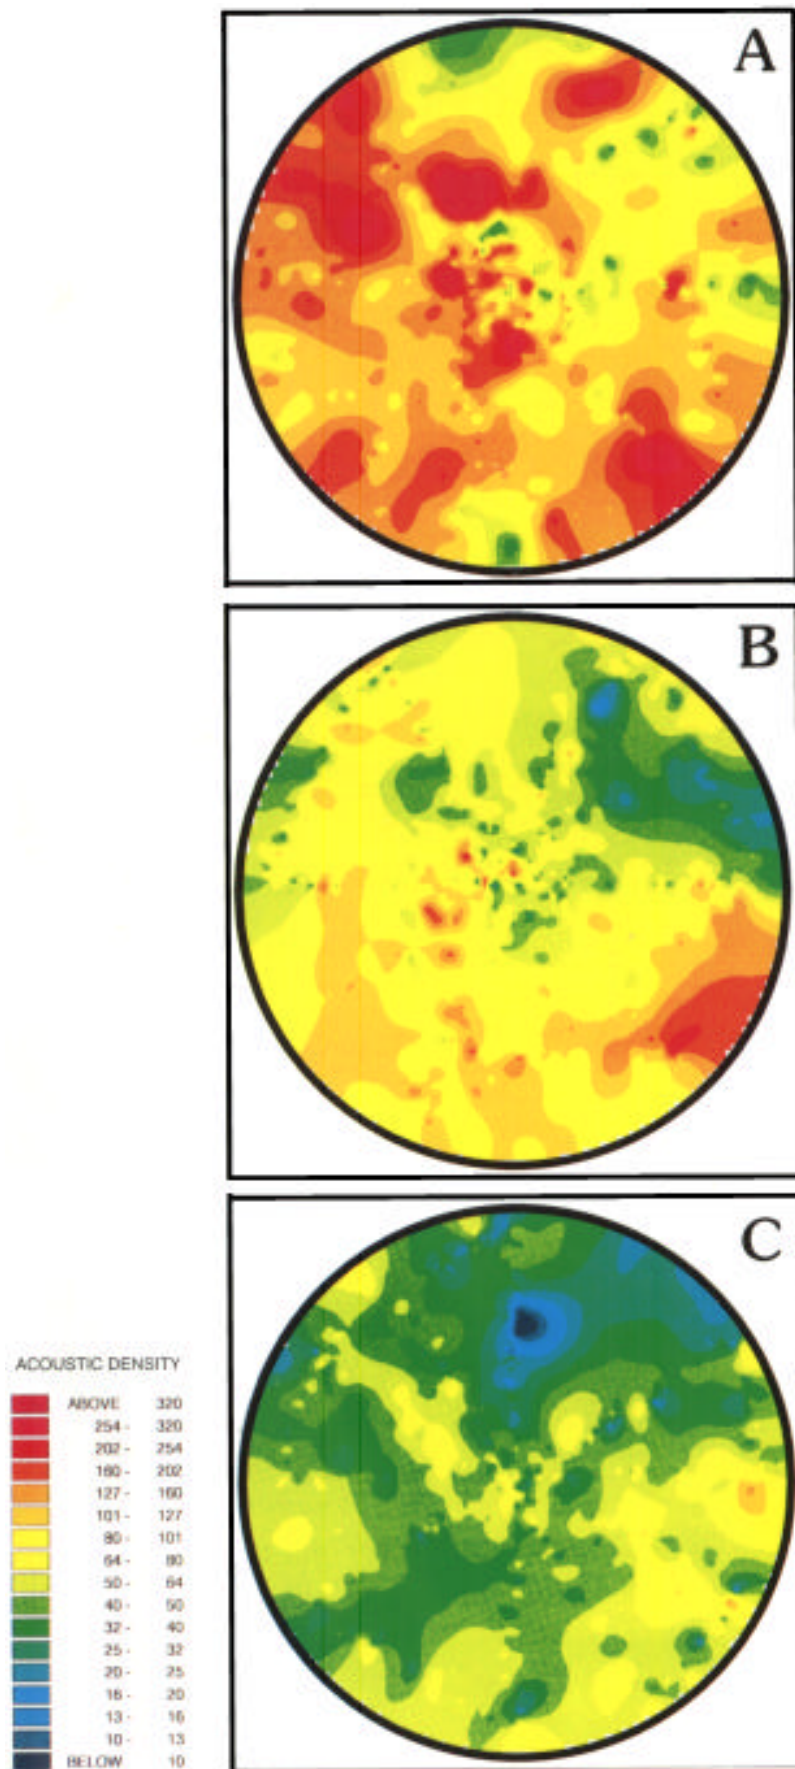 A
B
C
ACOUSTIC DENSITY
ABOVE 320
254 - 320
202 - 254
160 - 202
127 - 160
101 - 127
80 - 101
64 - 80
50 - 64
40 - 50
32 - 40
25 - 32
20 - 25
16 - 20
13 - 16
10 - 13
BELOW 10